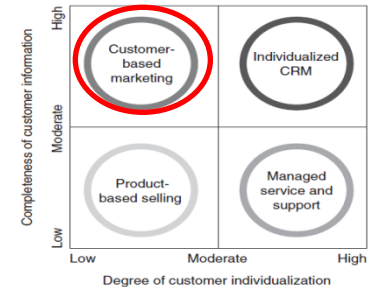 High
Moderate
Low
Completeness of customer information
Customer-
based
marketing
Individualized
CRM
Product-
based selling
Managed
service and
support
Low
Moderate
High
Degree of customer individualization